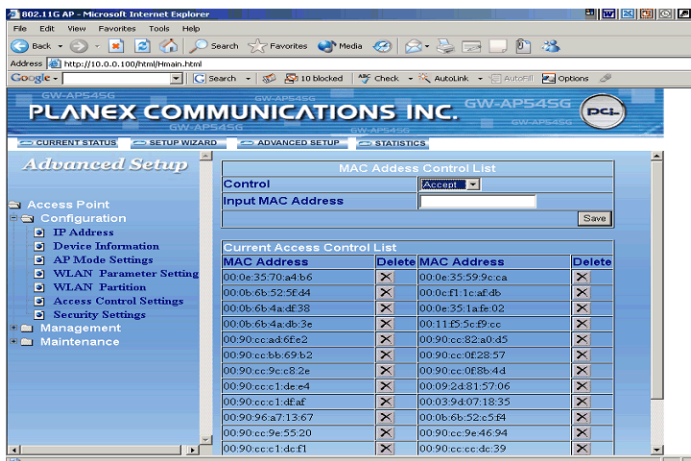 802.11G AP - Microsoft Internet Explorer
File Edit View Favorites Tools Help
Back Search Favorites Media
Address http://10.0.0.100/html/Hmain.html
Google Search 10 blocked Check AutoLink AutoFill Options
GW-AP54SG GW-AP54SG GW-AP54SG
PLANEX COMMUNICATIONS INC. PCI
GW-AP54SG GW-AP54SG GW-AP54SG
CURRENT STATUS SETUP WIZARD ADVANCED SETUP STATISTICS
Advanced Setup
Access Point
Configuration
IP Address
Device Information
AP Mode Settings
WLAN Parameter Setting
WLAN Partition
Access Control Settings
Security Settings
Management
Maintenance
MAC Addess Control List
Control Accept
Input MAC Address
Save
Current Access Control List
MAC Address Delete MAC Address Delete
00:0e:35:70:a4:b6 00:0e:35:59:9c:ca
00:0b:6b:52:5f:d4 00:0c:f1:1c:af:db
00:0b:6b:4a:df:38 00:0e:35:1a:fe:02
00:0b:6b:4a:db:3e 00:11:f5:5c:f9:cc
00:90:cc:ad:6f:e2 00:90:cc:82:a0:d5
00:90:cc:bb:69:b2 00:90:cc:0f:28:57
00:90:cc:9c:c8:2e 00:90:cc:0f:8b:4d
00:90:cc:c1:de:e4 00:09:2d:81:57:06
00:90:cc:c1:df:af 00:03:9d:07:18:35
00:90:96:a7:13:67 00:0b:6b:52:c5:f4
00:90:cc:9e:55:20 00:90:cc:9e:46:94
00:90:cc:c1:de:f1 00:90:cc:cc:dc:39